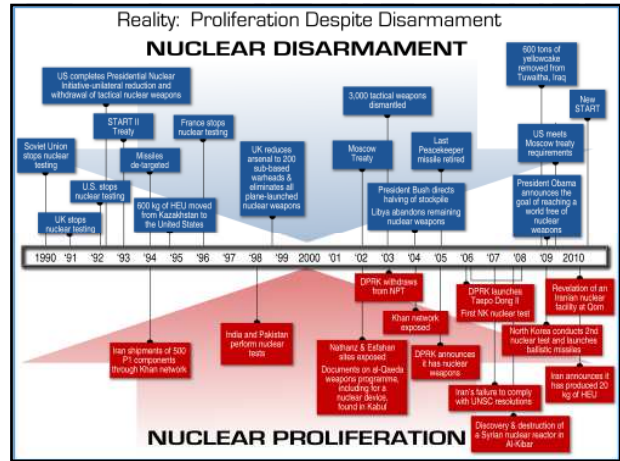 Reality: Proliferation Despite Disarmament
NUCLEAR DISARMAMENT
US completes Presidential Nuclear
Initiative-unilateral reduction and
withdrawal of tactical nuclear weapons
600 tons of
yellowcake
removed from
Tuwaitha, Iraq
3,000 tactical weapons
dismantled
New
START
START II
Treaty
France stops
nuclear testing
Soviet Union
stops nuclear
testing
Missiles
de-targeted
UK reduces
arsenal to 200
sub-based
warheads &
eliminates all
plane-launched
nuclear weapons
Moscow
Treaty
Last
Peacekeeper
missile retired
US meets
Moscow treaty
requirements
U.S. stops
nuclear testing
600 kg of HEU moved
from Kazakhstan to
the United States
President Bush directs
halving of stockpile
Libya abandons remaining
nuclear weapons
President Obama
announces the
goal of reaching a
world free of
nuclear
weapons
UK stops
nuclear testing
1990 '91 '92 '93 '94 '95 '96 '97 '98 '99 2000 '01 '02 '03 '04 '05 '06 '07 '08 '09 2010
DPRK withdraws
from NPT
DPRK launches
Taepo Dong II
First NK nuclear test
Revelation of an
Iranian nuclear
facility at Qom
Khan network
exposed
North Korea conducts 2nd
nuclear test and launches
ballistic missiles
Iran shipments of 500
P1 components
through Khan network
India and Pakistan
perform nuclear
tests
Nathanz & Esfahan
sites exposed
Documents on al-Qaeda
weapons programme,
including for a
nuclear device,
found in Kabul
DPRK announces
it has nuclear
weapons
Iran's failure to comply
with UNSC resolutions
Iran announces it
has produced 20
kg of HEU
Discovery & destruction of
a Syrian nuclear reactor in
Al-Kibar
NUCLEAR PROLIFERATION